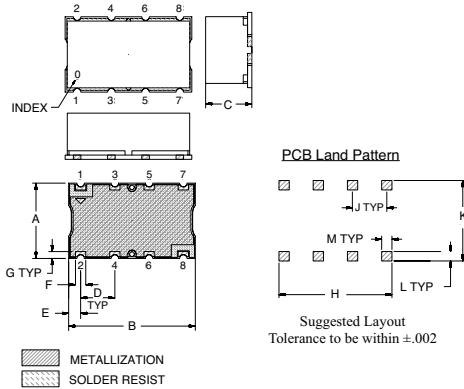 2 4 6 8
0
INDEX
1 3 5 7
C
PCB Land Pattern
1 3 5 7
A
K
J TYP
M TYP
G TYP
2 4 6 8
F
D
TYP
L TYP
E
B
H
Suggested Layout
Tolerance to be within ±.002
METALLIZATION
SOLDER RESIST